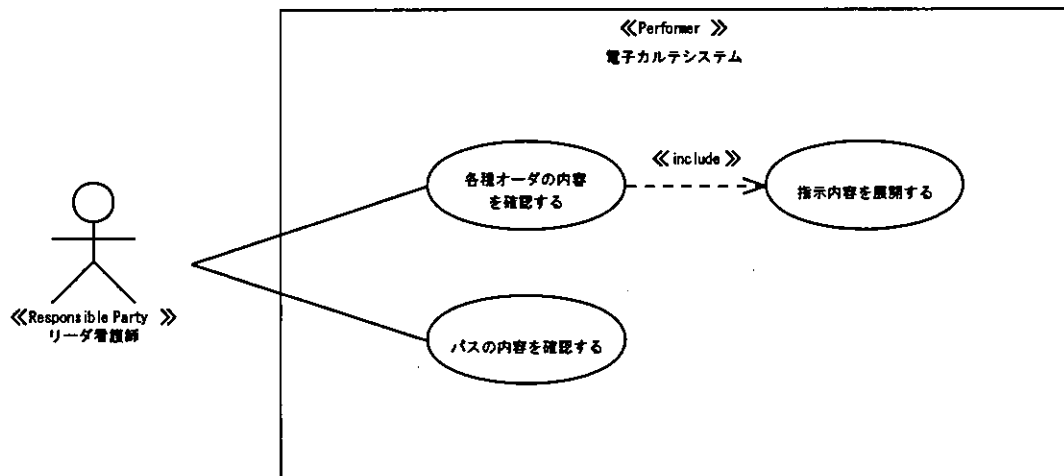 ≪Performer ≫
電子カルテシステム
各種オーダの内容
を確認する
≪include≫
指示内容を展開する
≪Responsible Party ≫
リーダ看護師
パスの内容を確認する